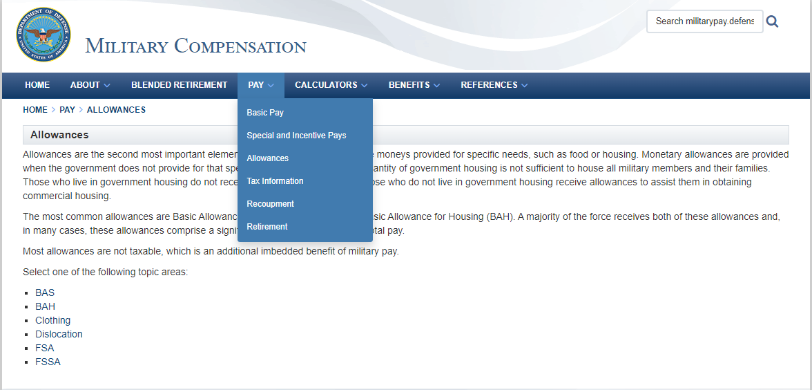 DEPARTMENT OF DEFENSE
UNITED STATES OF AMERICA
MILITARY COMPENSATION
Search militarypay.defens
HOME ABOUT BLENDED RETIREMENT PAY CALCULATORS BENEFITS REFERENCES
HOME > PAY > ALLOWANCES
Basic Pay
Special and Incentive Pays
Allowances
Tax Information
Recoupment
Retirement
Allowances
Allowances are the second most important elemen e moneys provided for specific needs, such as food or housing. Monetary allowances are provided
when the government does not provide for that spe antity of government housing is not sufficient to house all military members and their families.
Those who live in government housing do not rece ose who do not live in government housing receive allowances to assist them in obtaining
commercial housing.
The most common allowances are Basic Allowanc sic Allowance for Housing (BAH). A majority of the force receives both of these allowances and,
in many cases, these allowances comprise a signi tal pay.
Most allowances are not taxable, which is an additional imbedded benefit of military pay.
Select one of the following topic areas:
BAS
BAH
Clothing
Dislocation
FSA
FSSA